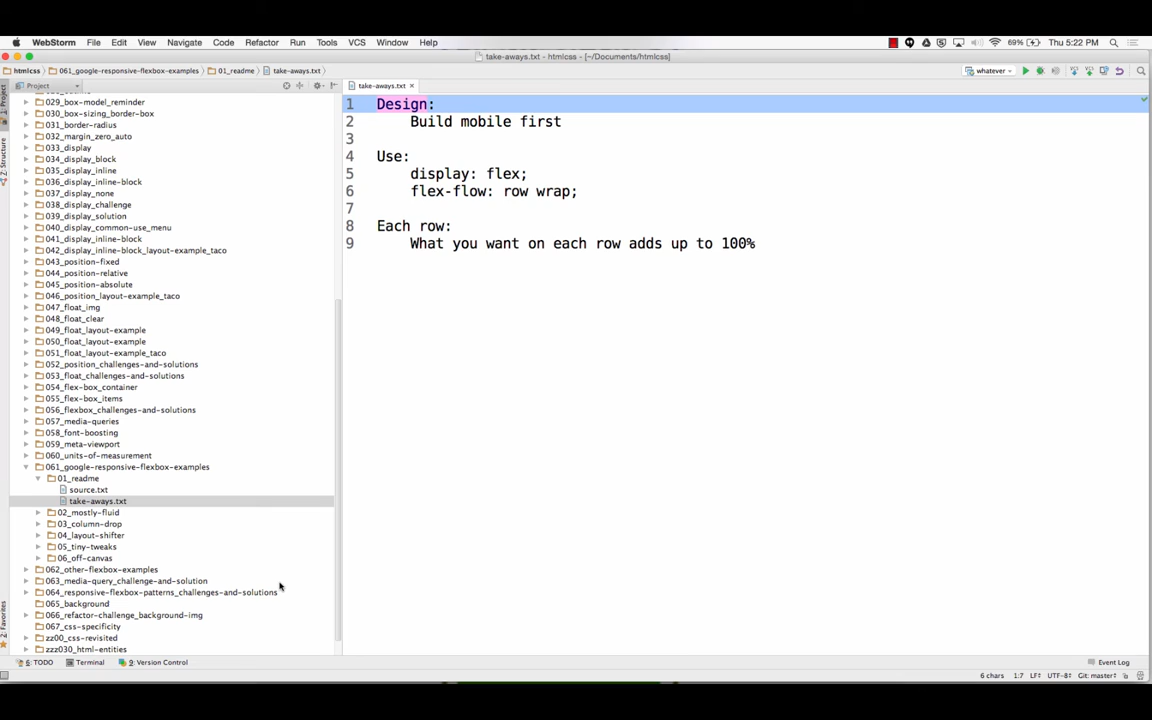 WebStorm File Edit View Navigate Code Refactor Run Tools VCS Window Help 69% Thu 5:22 PM
take-aways.txt - htmlcss - [~/Documents/htmlcss]
htmlcss 061_google-responsive-flexbox-examples 01_readme take-aways.txt whatever
Project take-aways.txt
1: Project
Z: Structure
2: Favorites
029_box-model_reminder
030_box-sizing_border-box
031_border-radius
032_margin_zero_auto
033_display
034_display_block
035_display_inline
036_display_inline-block
037_display_none
038_display_challenge
039_display_solution
040_display_common-use_menu
041_display_inline-block
042_display_inline-block_layout-example
043_position-fixed
044_position-relative
045_position-absolute
046_position_layout-example_taco
047_float_img
048_float_clear
049_float_layout-example
050_float_layout-example
051_float_layout-example_taco
052_position_challenges-and-solutions
053_float_challenges-and-solutions
054_flex-box_container
055_flex-box_items
056_flexbox_challenges-and-solutions
057_media-queries
058_font-boosting
059_meta-viewport
060_units-of-measurement
061_google-responsive-flexbox-examples
01_readme
source.txt
take-aways.txt
02_mostly-fluid
03_column-drop
04_layout-shifter
05_tiny-tweaks
06_off-canvas
062_other-flexbox-examples
063_media-query_challenge-and-solution
064_responsive-flexbox-patterns_challenges-and-solutions
065_background
066_refactor-challenge_background-img
067_css-specificity
zz00_css-revisited
zzz030_html-entities
1 Design:
2 Build mobile first
3
4 Use:
5 display: flex;
6 flex-flow: row wrap;
7
8 Each row:
9 What you want on each row adds up to 100%
6: TODO Terminal 9: Version Control Event Log
6 chars 1:7 LF÷ UTF-8÷ Git: master÷